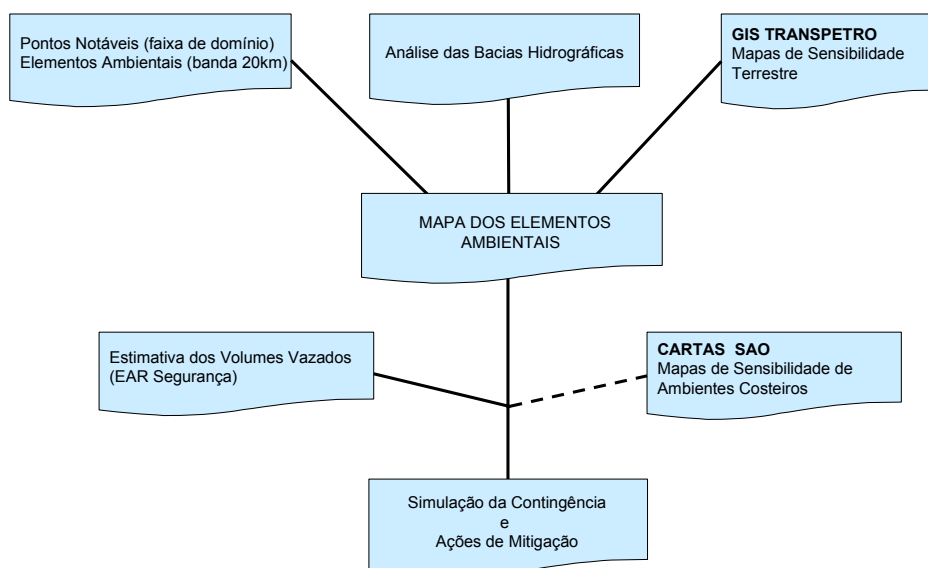 Pontos Notáveis (faixa de domínio)
Elementos Ambientais (banda 20km)
Análise das Bacias Hidrográficas
GIS TRANSPETRO
Mapas de Sensibilidade
Terrestre
MAPA DOS ELEMENTOS
AMBIENTAIS
Estimativa dos Volumes Vazados
(EAR Segurança)
CARTAS SAO
Mapas de Sensibilidade de
Ambientes Costeiros
Simulação da Contingência
e
Ações de Mitigação